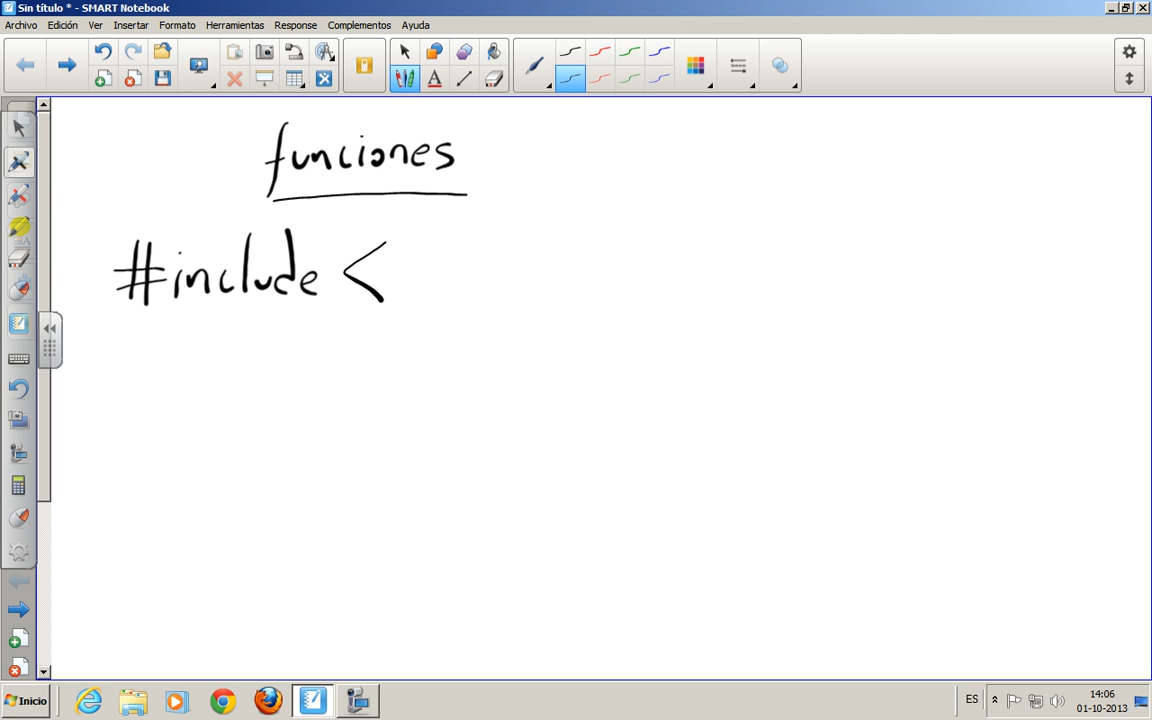 Sin título * - SMART Notebook
Archivo Edición Ver Insertar Formato Herramientas Response Complementos Ayuda
funciones
#include <
Inicio
ES
14:06
01-10-2013